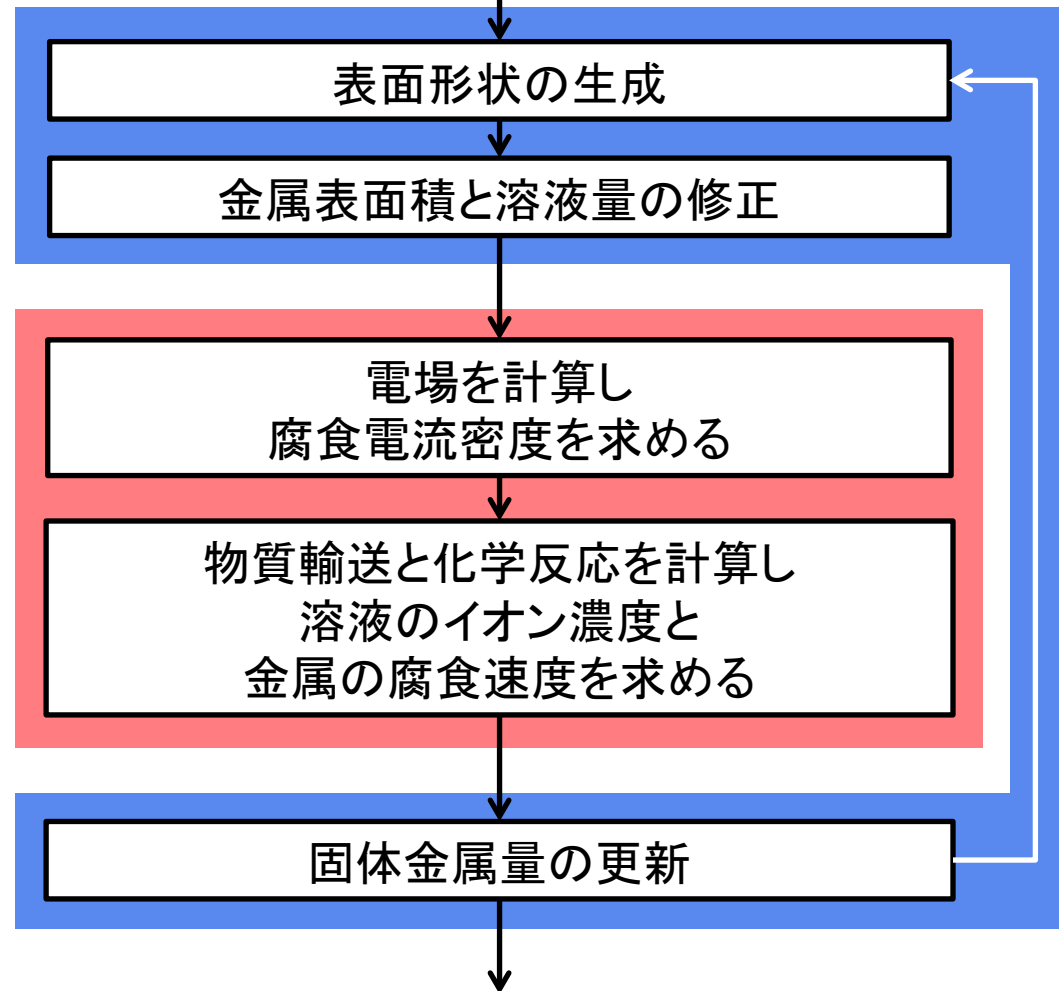 表面形状の生成
金属表面積と溶液量の修正
電場を計算し
腐食電流密度を求める
物質輸送と化学反応を計算し
溶液のイオン濃度と
金属の腐食速度を求める
固体金属量の更新